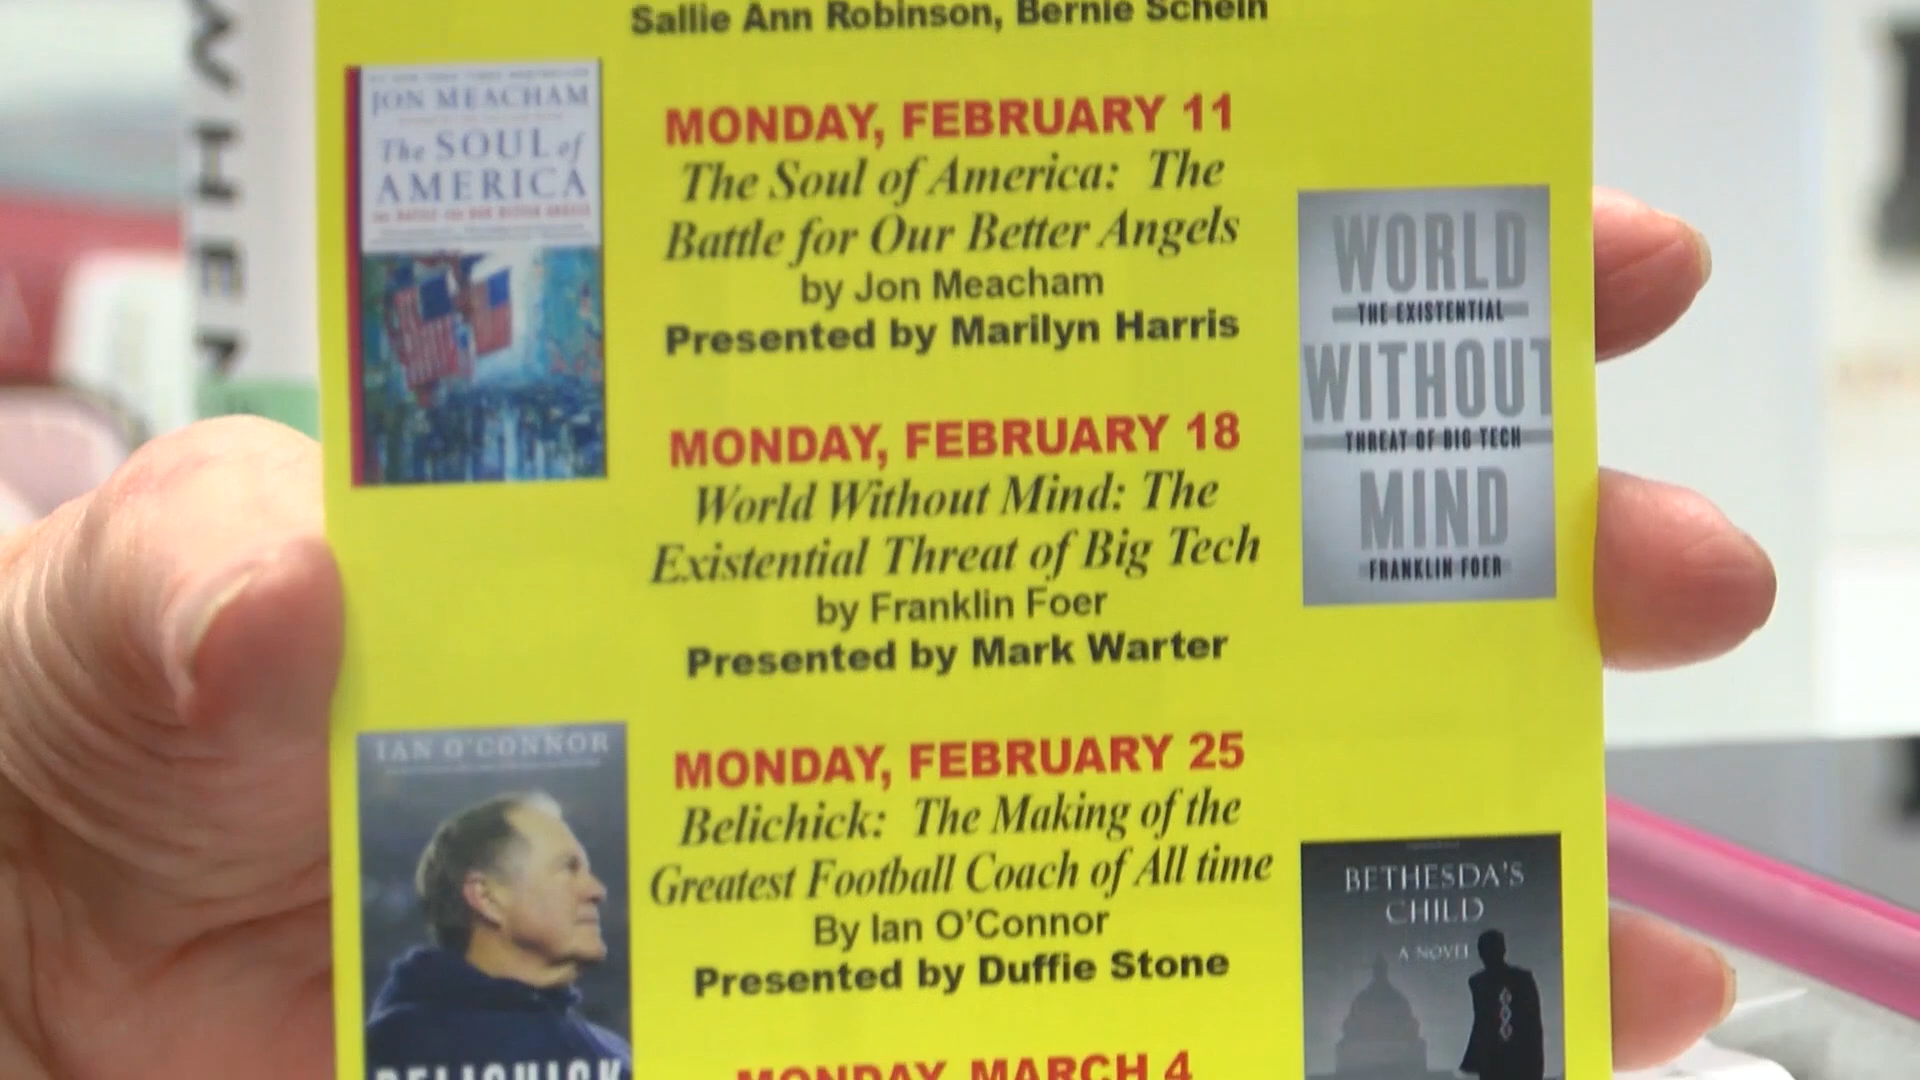 Sallie Ann Robinson, Bernie Schein
JON MEACHAM
The SOUL of
AMERICA
MONDAY, FEBRUARY 11
The Soul of America: The
Battle for Our Better Angels
by Jon Meacham
Presented by Marilyn Harris
WORLD
THE EXISTENTIAL
WITHOUT
THREAT OF BIG TECH
MIND
FRANKLIN FOER
MONDAY, FEBRUARY 18
World Without Mind: The
Existential Threat of Big Tech
by Franklin Foer
Presented by Mark Warter
IAN O'CONNOR
BELICHICK
MONDAY, FEBRUARY 25
Belichick: The Making of the
Greatest Football Coach of All time
By Ian O'Connor
Presented by Duffie Stone
BETHESDA'S
CHILD
A NOVEL
MONDAY, MARCH 4